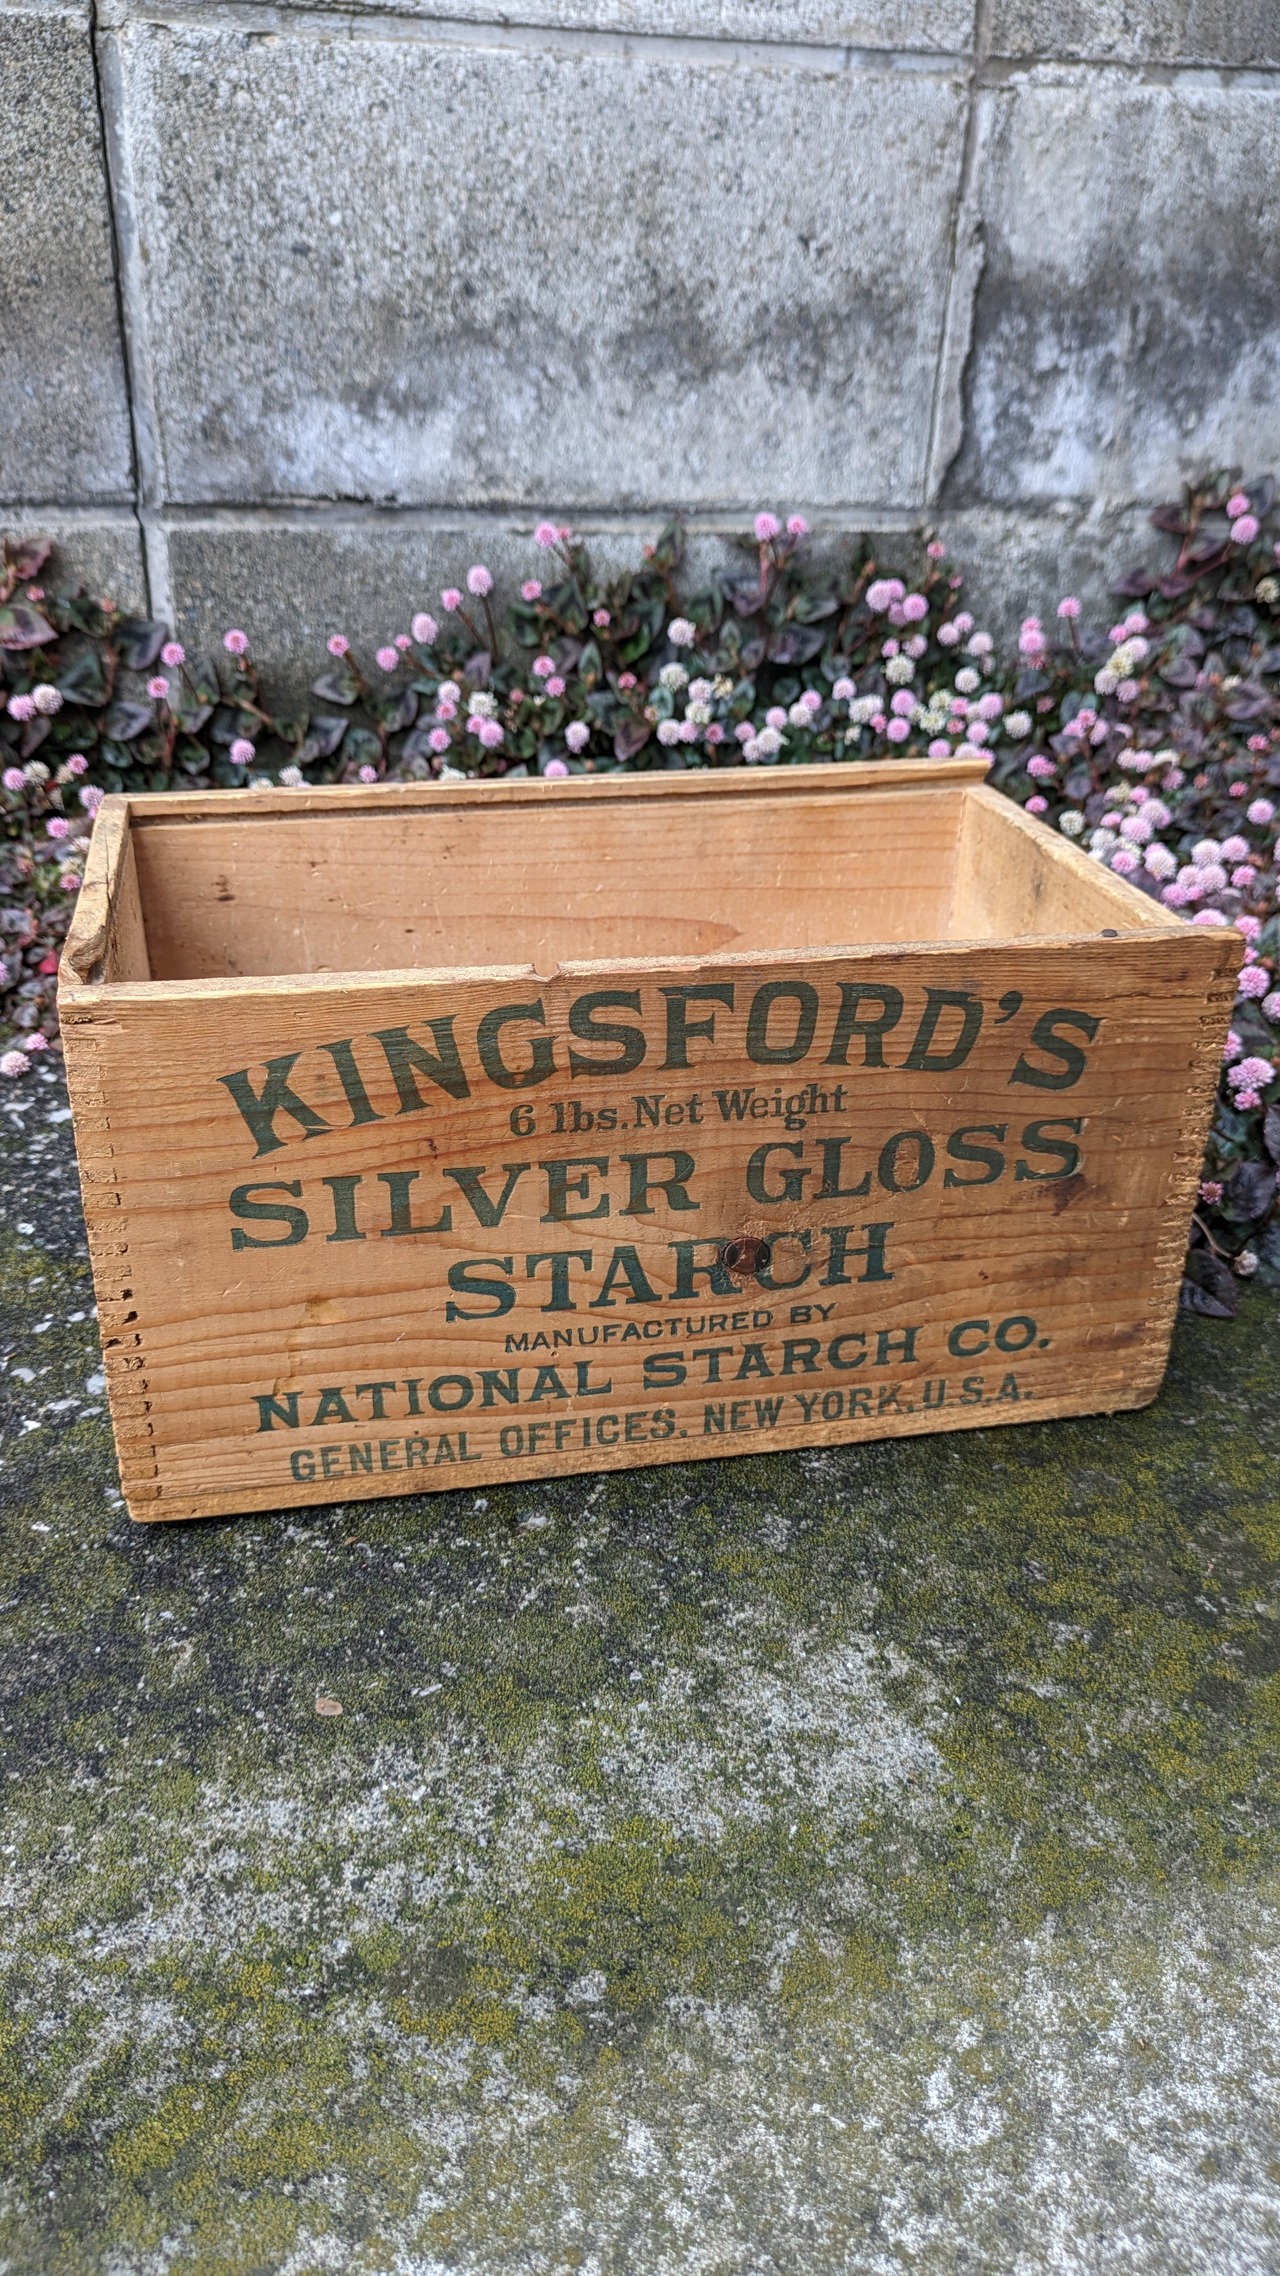 KINGSFORD'S
6 lbs. Net Weight
SILVER GLOSS
STARCH
MANUFACTURED BY
NATIONAL STARCH CO.
GENERAL OFFICES. NEW YORK, U.S.A.